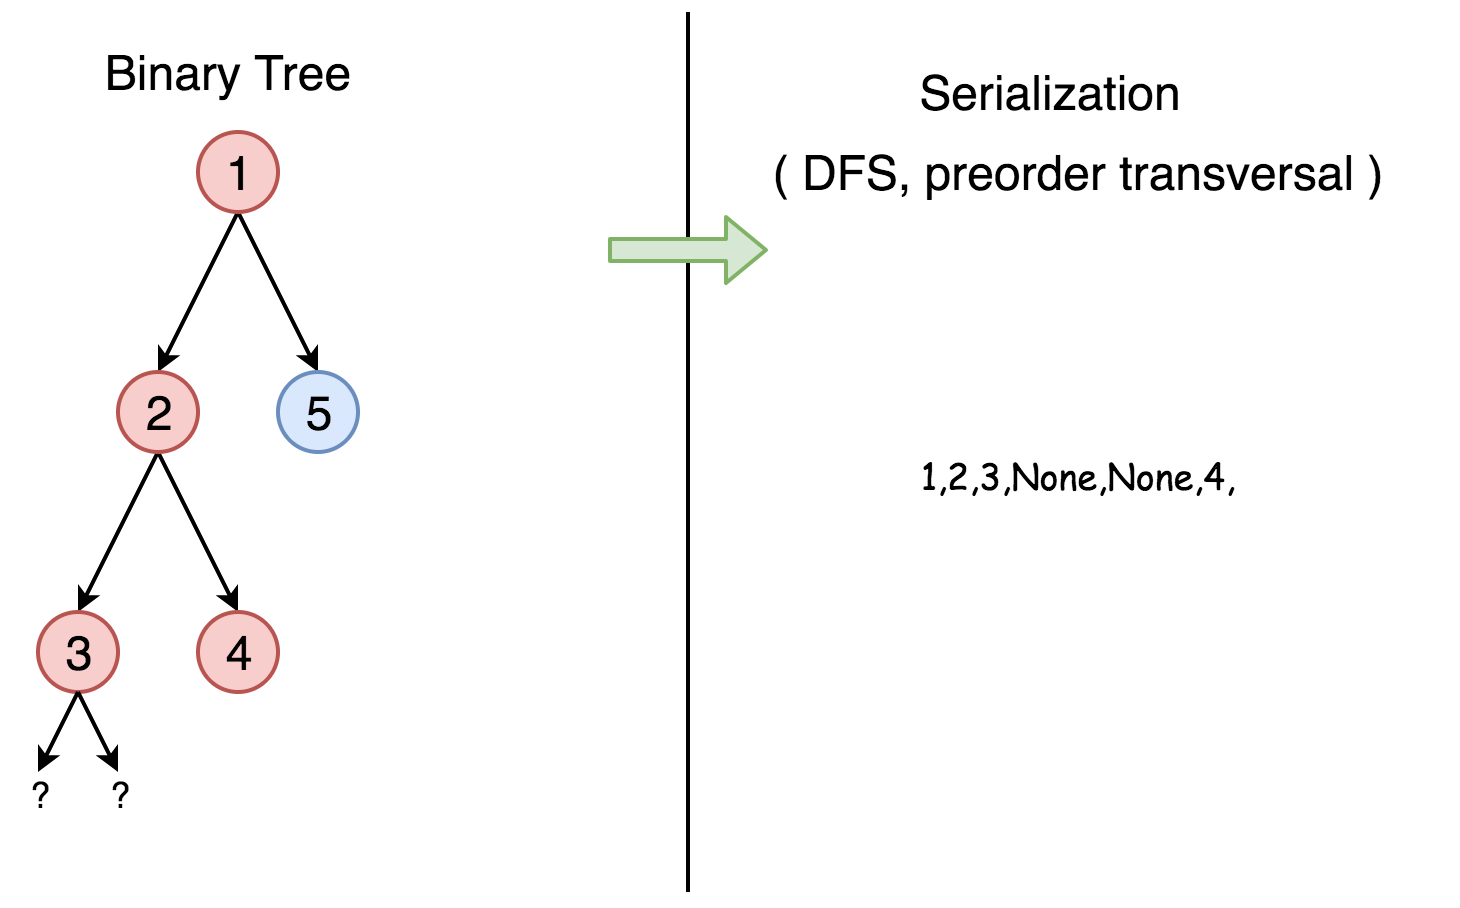 Binary Tree
1
2
5
3
4
?
?
Serialization
( DFS, preorder transversal )
1,2,3,None,None,4,